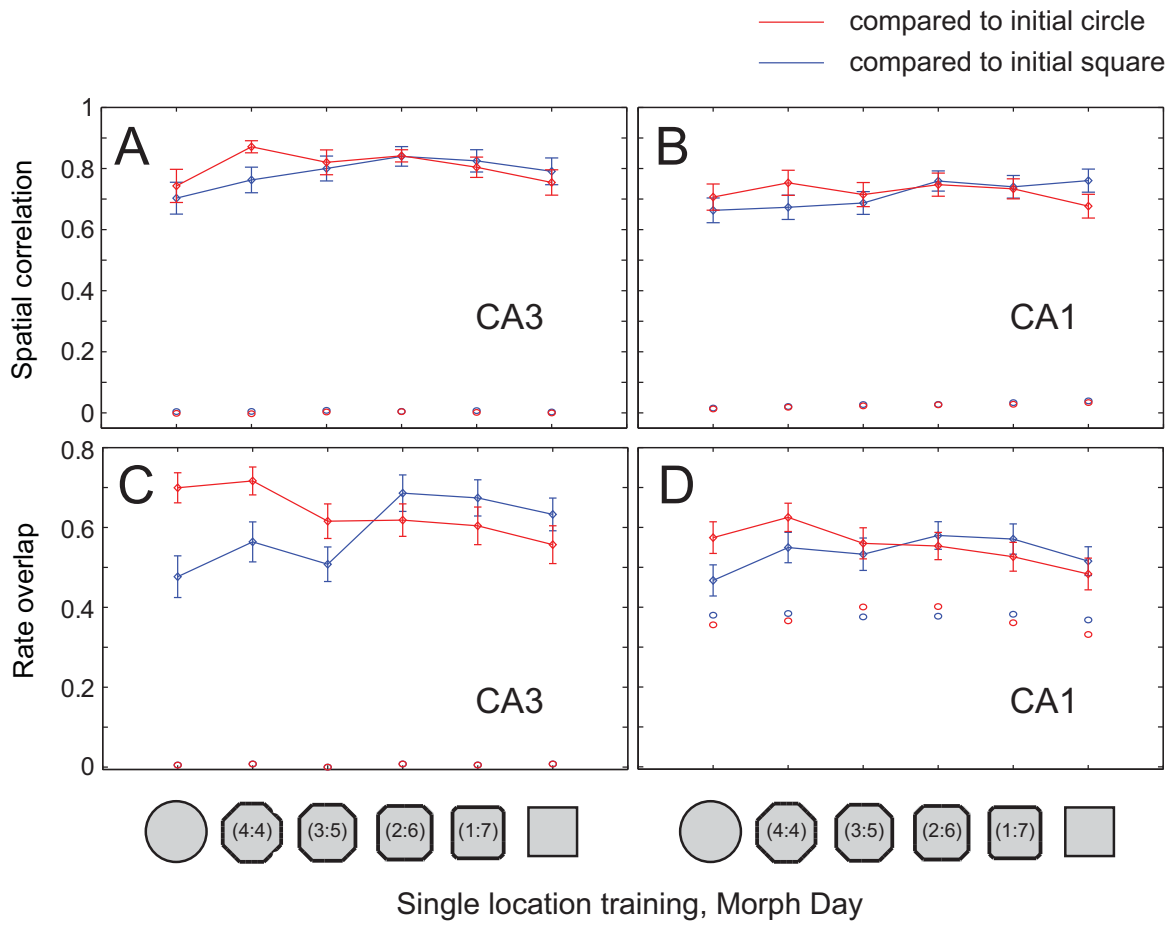 compared to initial circle
compared to initial square
A
B
1
0.8
0.6
0.4
0.2
0
Spatial correlation
CA3
CA1
C
D
0.8
0.6
0.4
0.2
0
Rate overlap
CA3
CA1
(4:4) (3:5) (2:6) (1:7) (4:4) (3:5) (2:6) (1:7)
Single location training, Morph Day